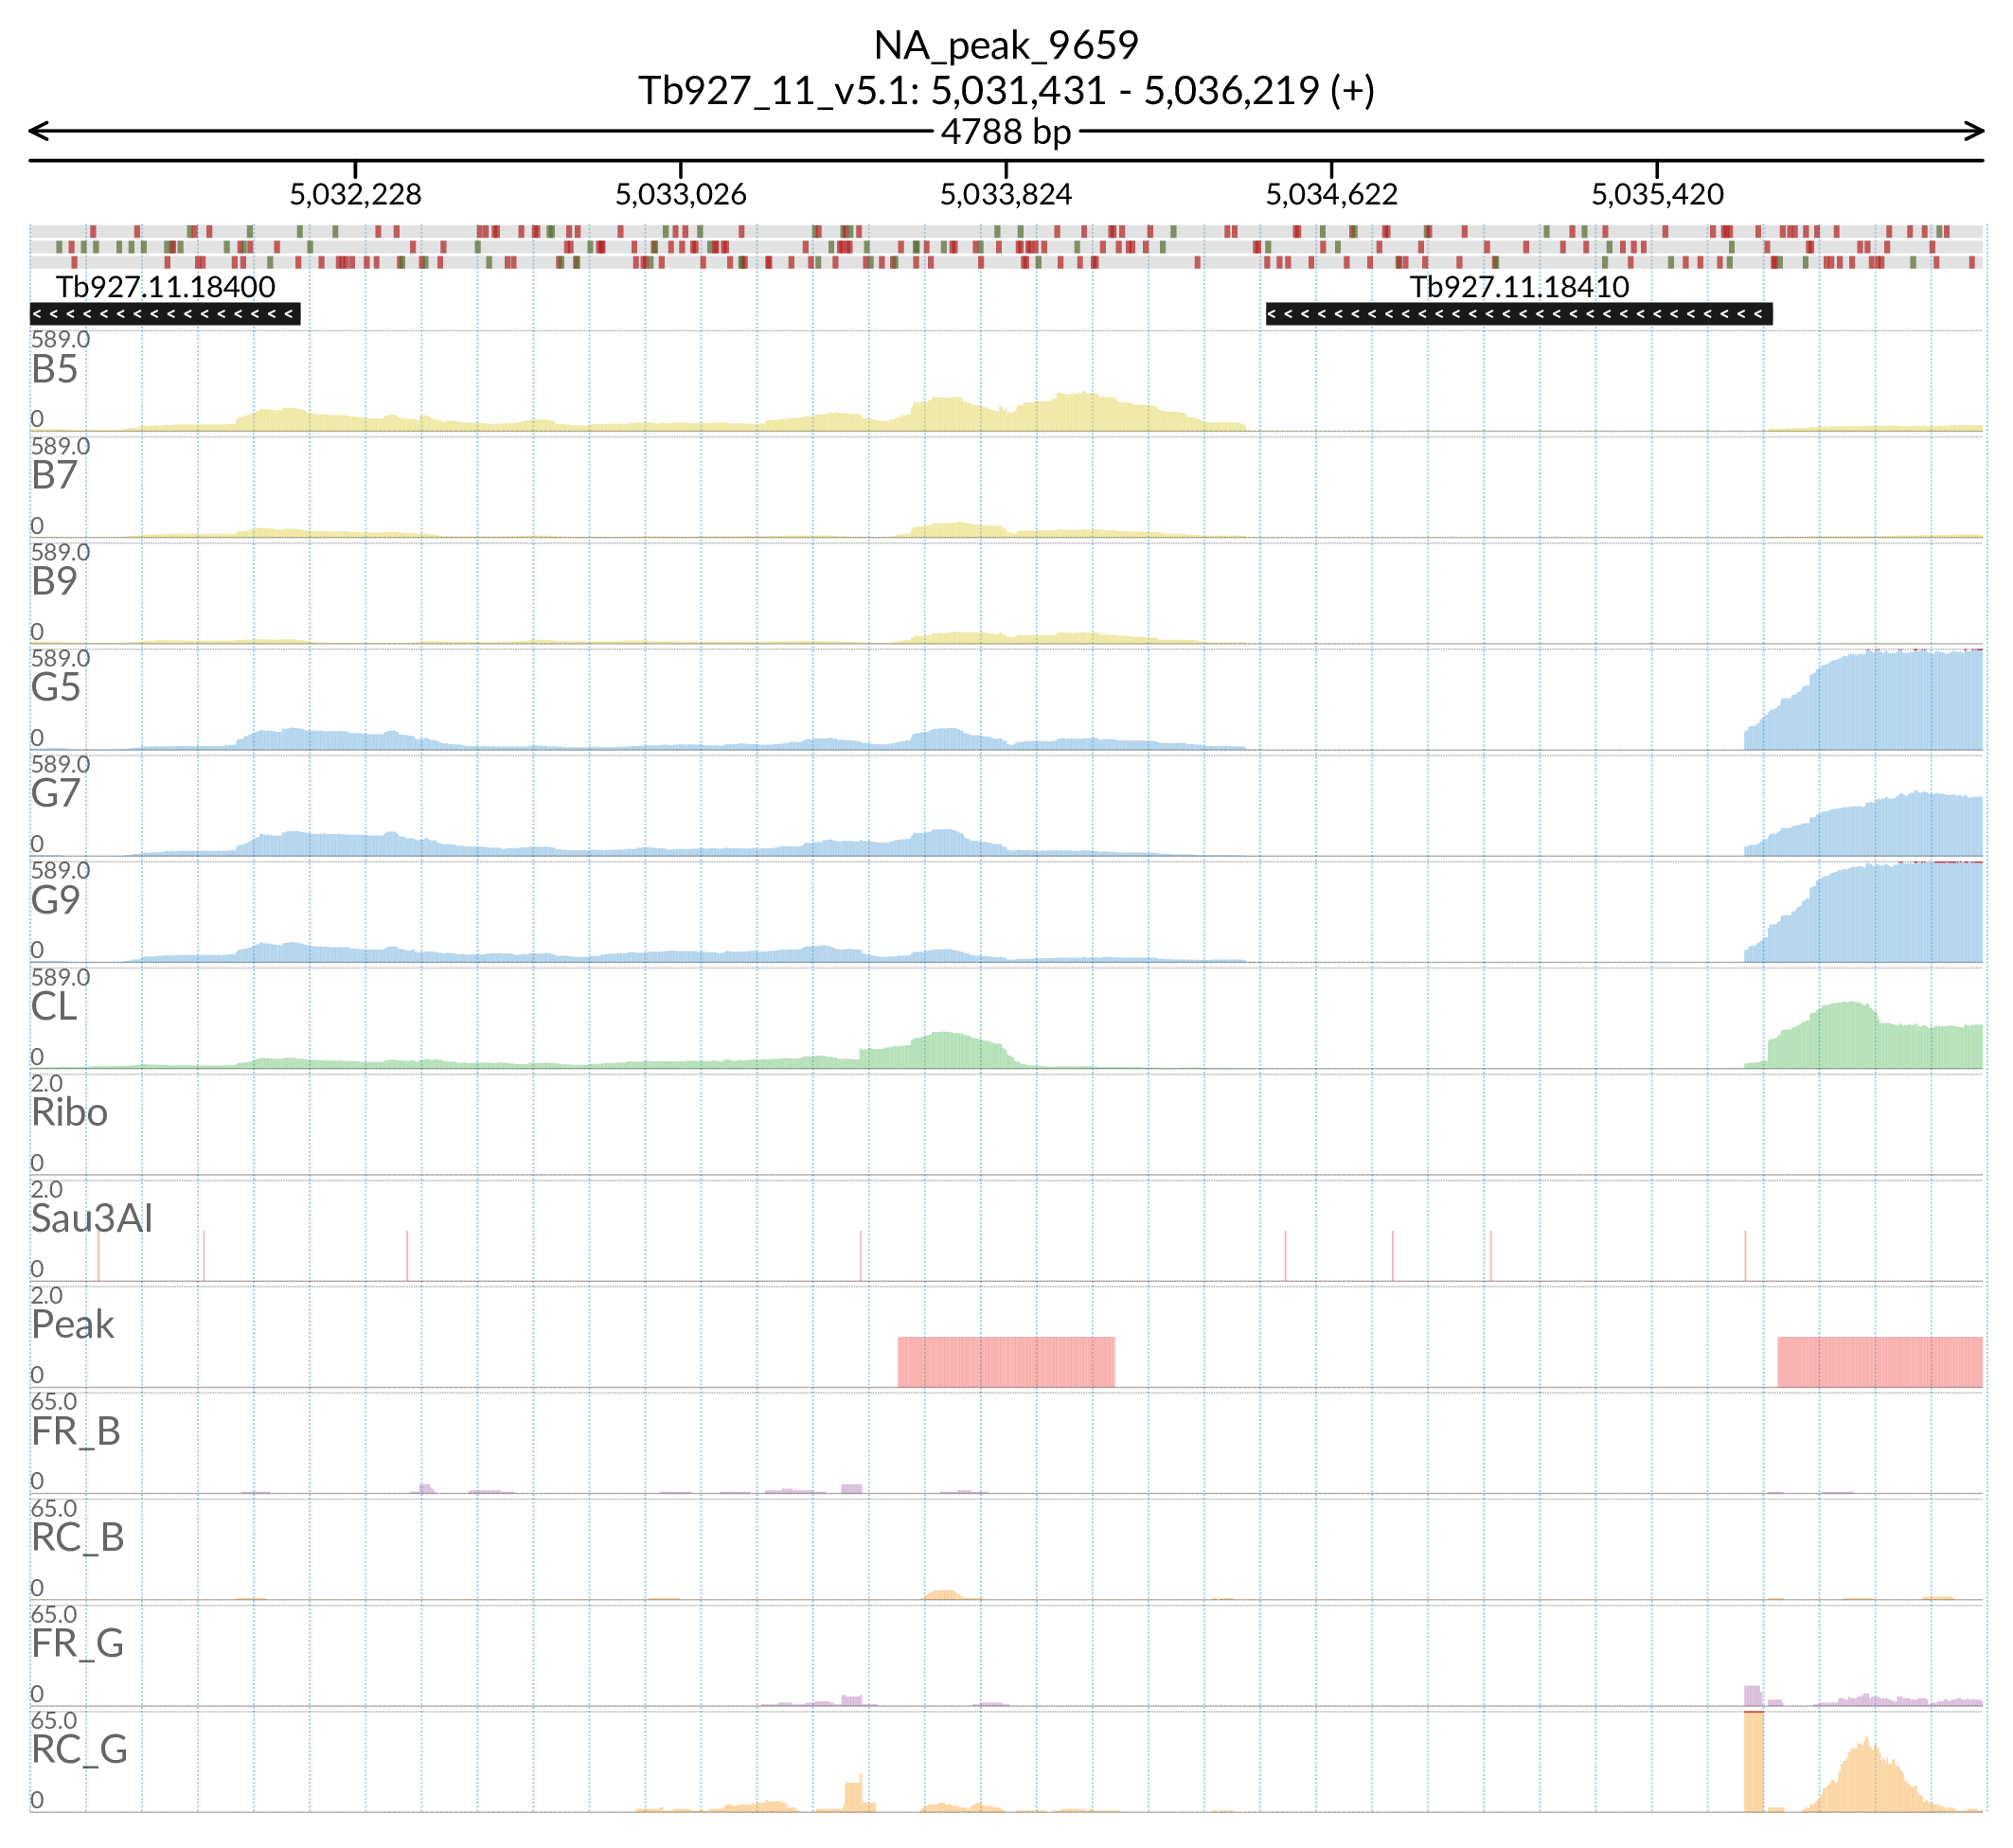 NA_peak_9659
Tb927_11_v5.1: 5,031,431 - 5,036,219 (+)
4788 bp
5,032,228 5,033,026 5,033,824 5,034,622 5,035,420
Tb927.11.18400 Tb927.11.18410
589.0
B5
0
589.0
B7
0
589.0
B9
0
589.0
G5
0
589.0
G7
0
589.0
G9
0
589.0
CL
0
2.0
Ribo
0
2.0
Sau3AI
0
2.0
Peak
0
65.0
FR_B
0
65.0
RC_B
0
65.0
FR_G
0
65.0
RC_G
0